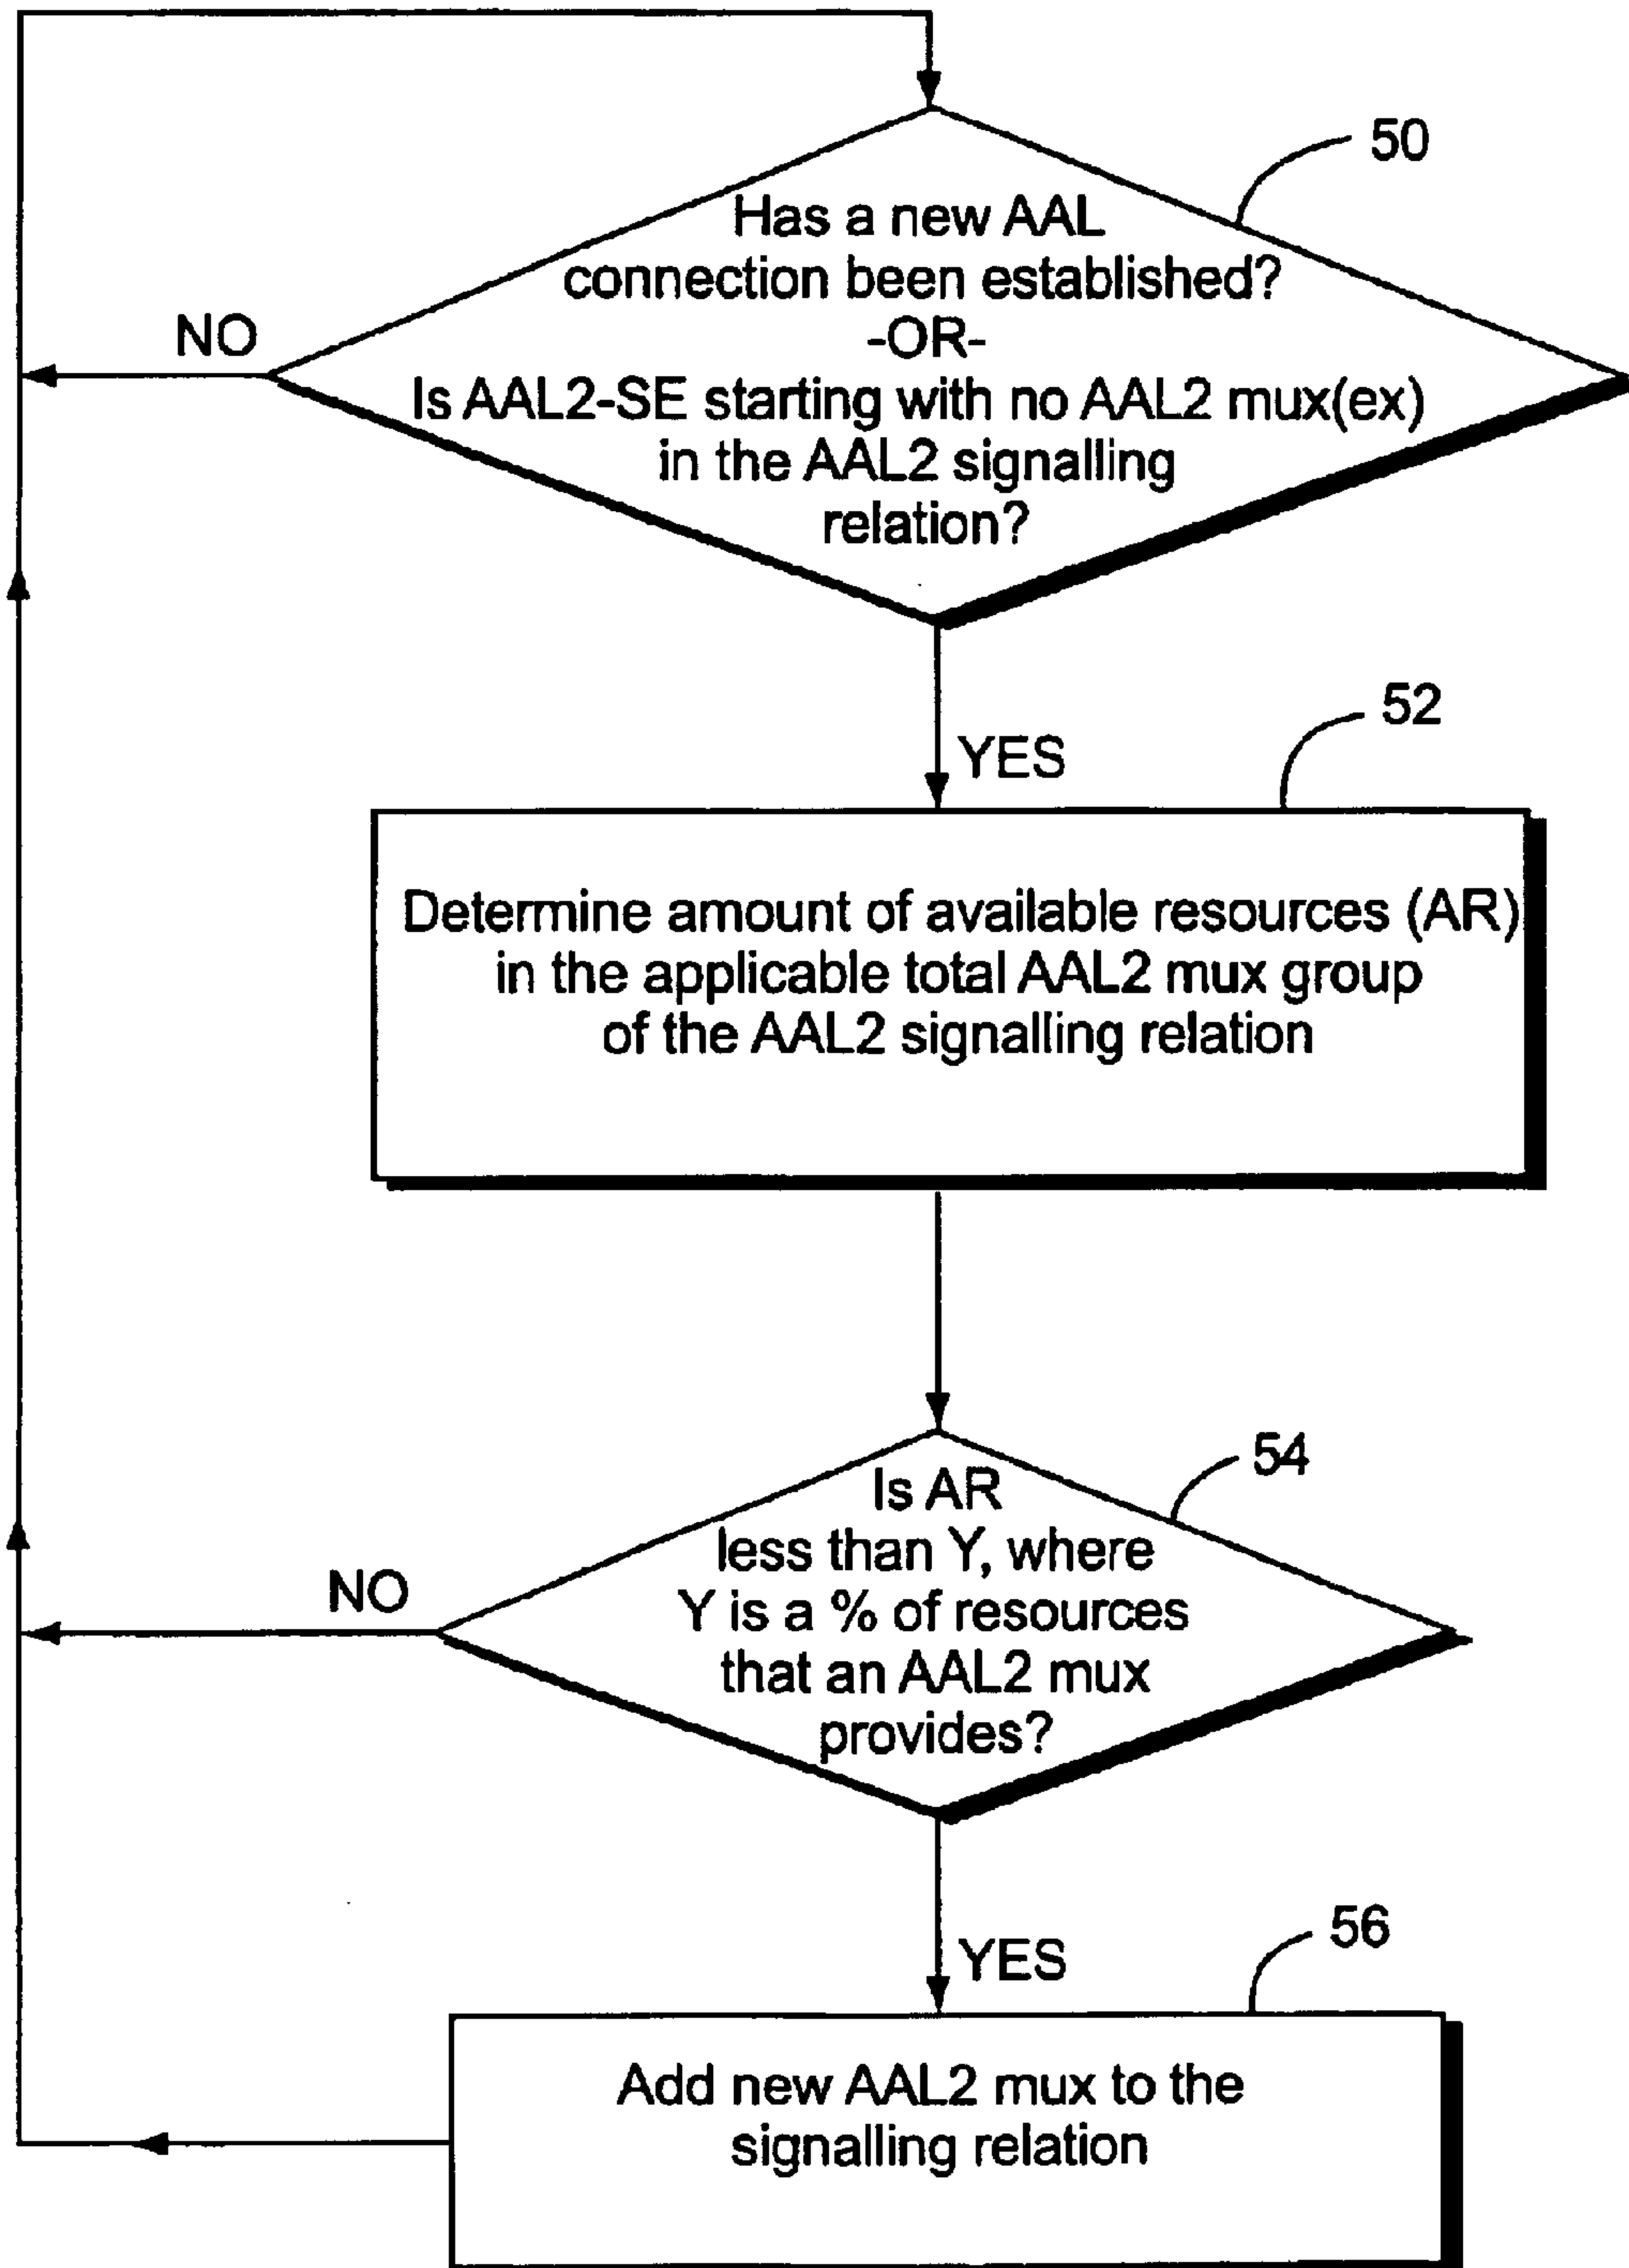 50
Has a new AAL
connection been established?
-OR-
Is AAL2-SE starting with no AAL2 mux(ex)
in the AAL2 signalling
relation?
NO
YES
52
Determine amount of available resources (AR)
in the applicable total AAL2 mux group
of the AAL2 signalling relation
54
Is AR
less than Y, where
Y is a % of resources
that an AAL2 mux
provides?
NO
YES
56
Add new AAL2 mux to the
signalling relation